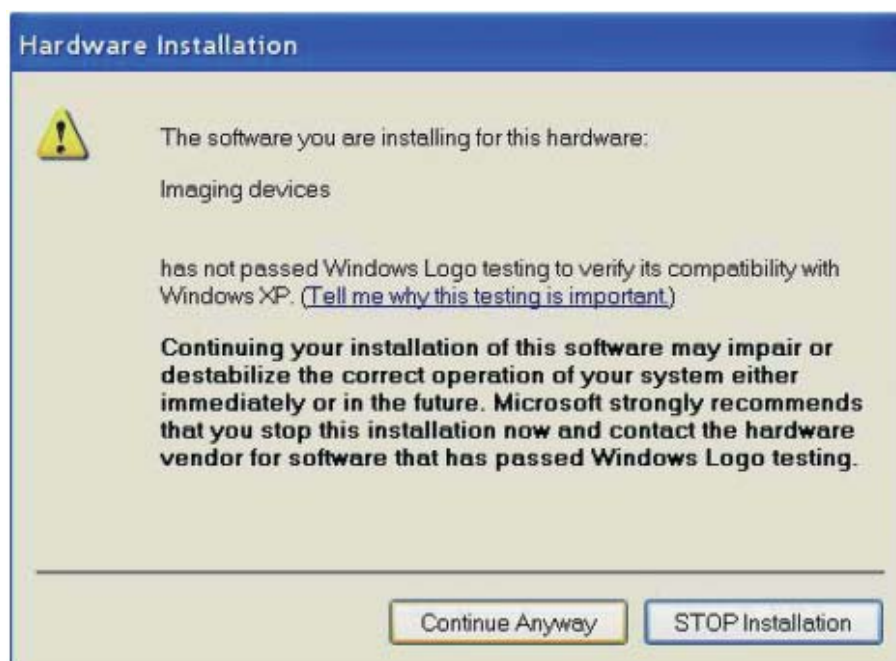 Hardware Installation
The software you are installing for this hardware:
Imaging devices
has not passed Windows Logo testing to verify its compatibility with
Windows XP. (Tell me why this testing is important.)
Continuing your installation of this software may impair or
destabilize the correct operation of your system either
immediately or in the future. Microsoft strongly recommends
that you stop this installation now and contact the hardware
vendor for software that has passed Windows Logo testing.
Continue Anyway STOP Installation